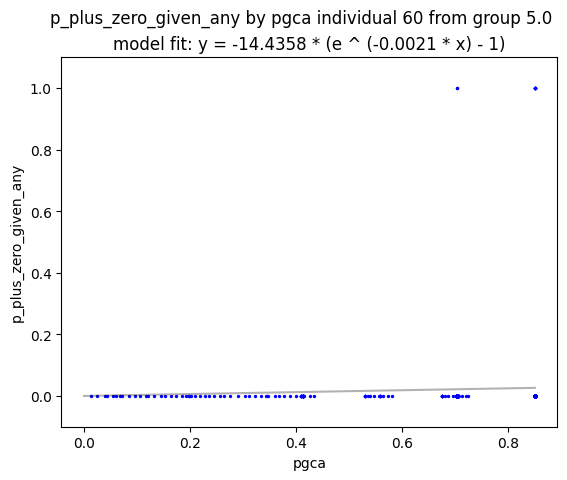 p_plus_zero_given_any by pgca individual 60 from group 5.0
model fit: y = -14.4358 * (e ^ (-0.0021 * x) - 1)
1.0
0.8
0.6
0.4
0.2
0.0
p_plus_zero_given_any
0.0 0.2 0.4 0.6 0.8
pgca